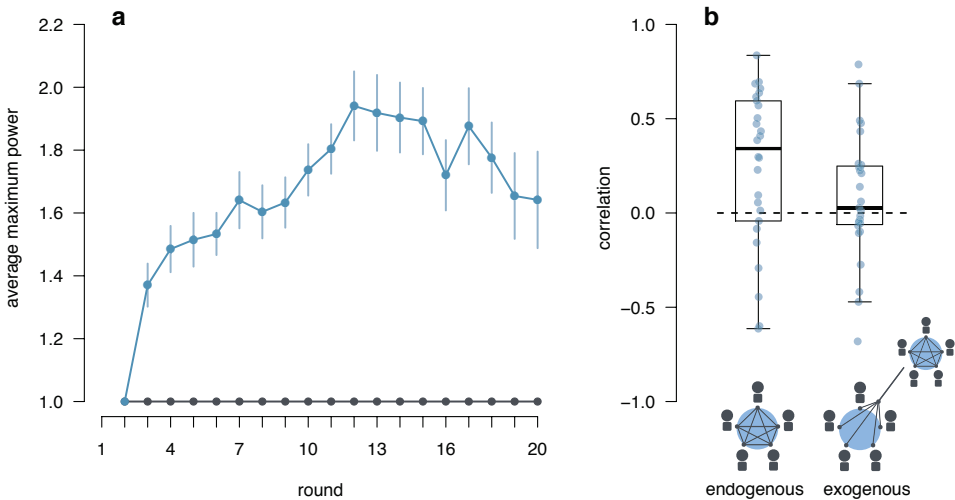 a
2.2
2.0
1.8
1.6
1.4
1.2
1.0
average maximum power
1 4 7 10 13 16 20
round
b
1.0
0.5
0.0
−0.5
−1.0
correlation
endogenous exogenous